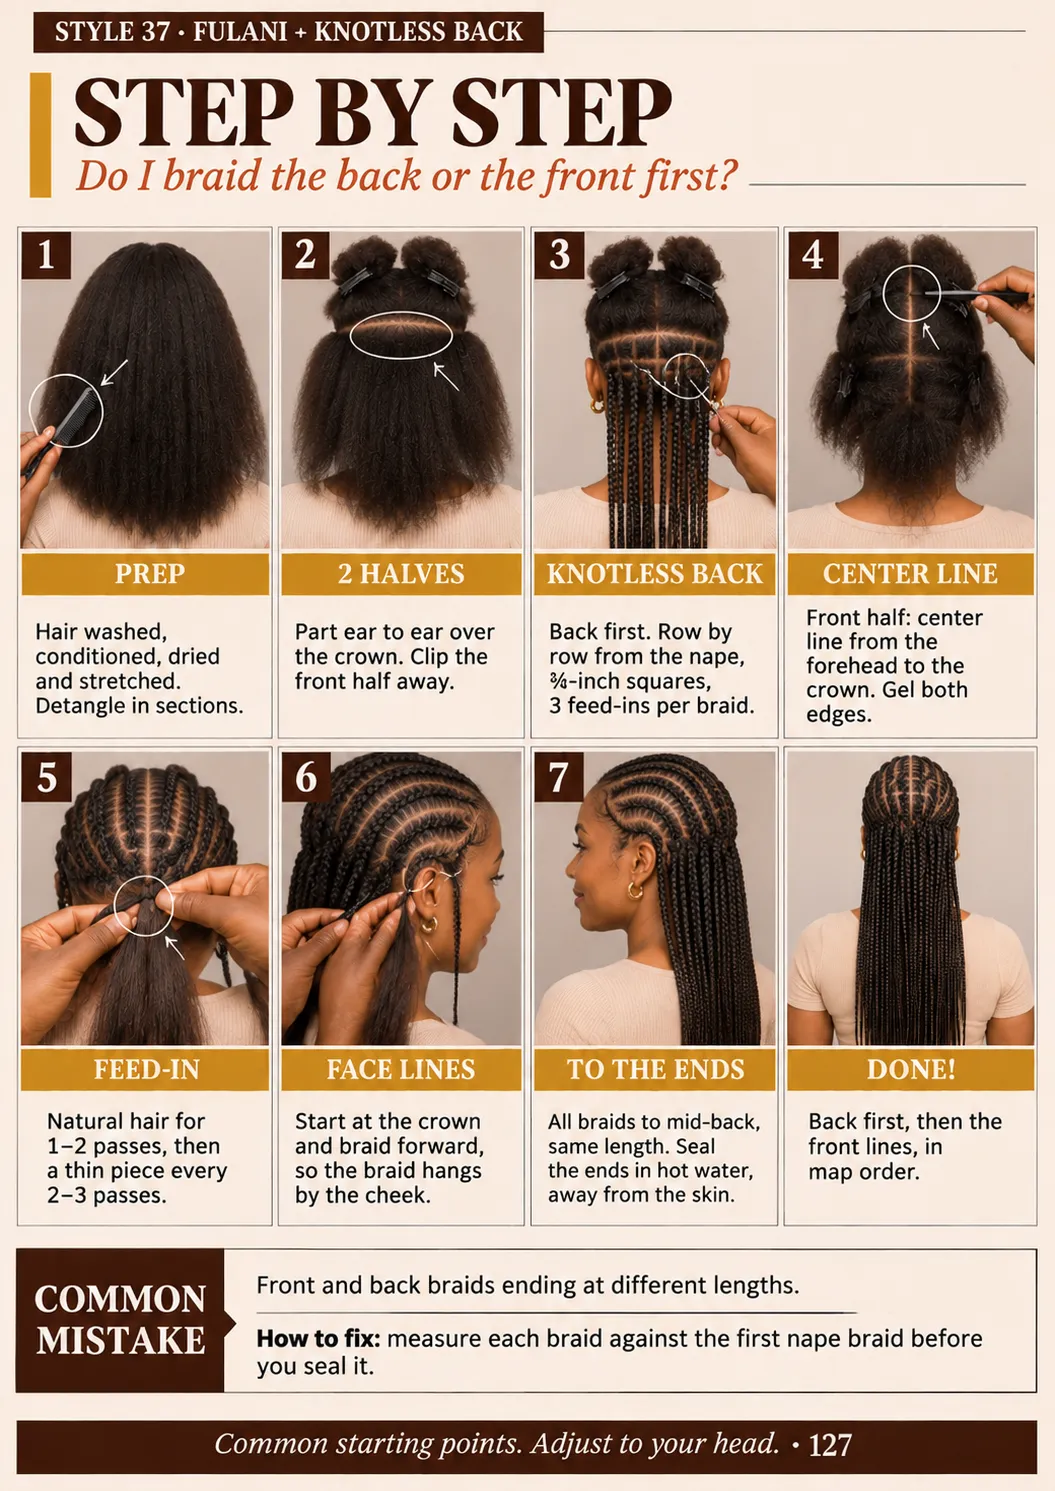 STYLE 37 · FULANI + KNOTLESS BACK
STEP BY STEP
Do I braid the back or the front first?
1
PREP
Hair washed,
conditioned, dried
and stretched.
Detangle in sections.
2
2 HALVES
Part ear to ear over
the crown. Clip the
front half away.
3
KNOTLESS BACK
Back first. Row by
row from the nape,
¾-inch squares,
3 feed-ins per braid.
4
CENTER LINE
Front half: center
line from the
forehead to the
crown. Gel both
edges.
5
FEED-IN
Natural hair for
1–2 passes, then
a thin piece every
2–3 passes.
6
FACE LINES
Start at the crown
and braid forward,
so the braid hangs
by the cheek.
7
TO THE ENDS
All braids to mid-back,
same length. Seal
the ends in hot water,
away from the skin.
DONE!
Back first, then the
front lines, in
map order.
COMMON
MISTAKE
Front and back braids ending at different lengths.
How to fix: measure each braid against the first nape braid before
you seal it.
Common starting points. Adjust to your head. · 127